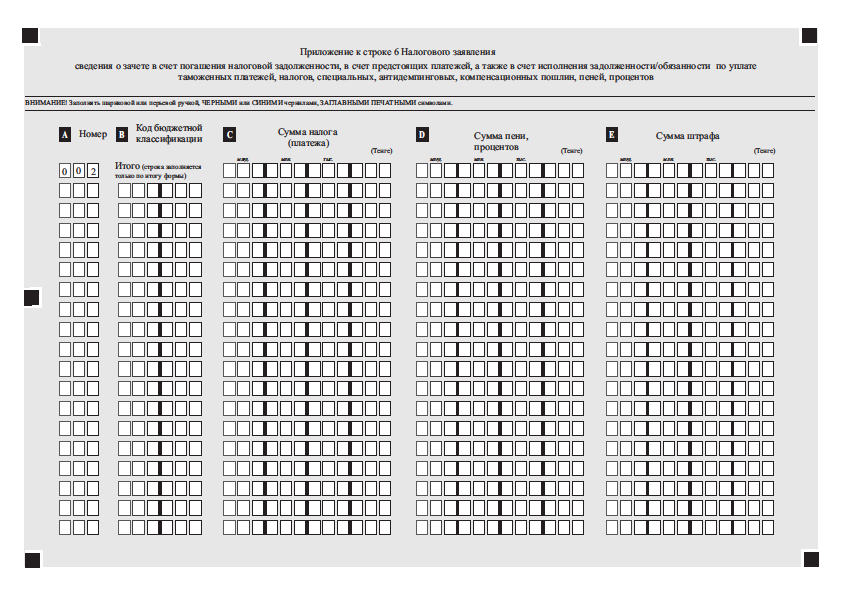 Приложение к строке 6 Налогового заявления
сведения о зачете в счет погашения налоговой задолженности, в счет предстоящих платежей, а также в счет исполнения задолженности/обязанности по уплате
таможенных платежей, налогов, специальных, антидемпинговых, компенсационных пошлин, пеней, процентов
ВНИМАНИЕ! Заполнять шариковой или перьевой ручкой, ЧЕРНЫМИ или СИНИМИ чернилами, ЗАГЛАВНЫМИ ПЕЧАТНЫМИ символами.
A Номер
B Код бюджетной
классификации
C Сумма налога
(платежа)
(Тенге)
D Сумма пени,
процентов
(Тенге)
E Сумма штрафа
(Тенге)
млрд. млн. тыс. млрд. млн. тыс. млрд. млн. тыс.
0 0 2 Итого (строка заполняется
только по итогу формы)